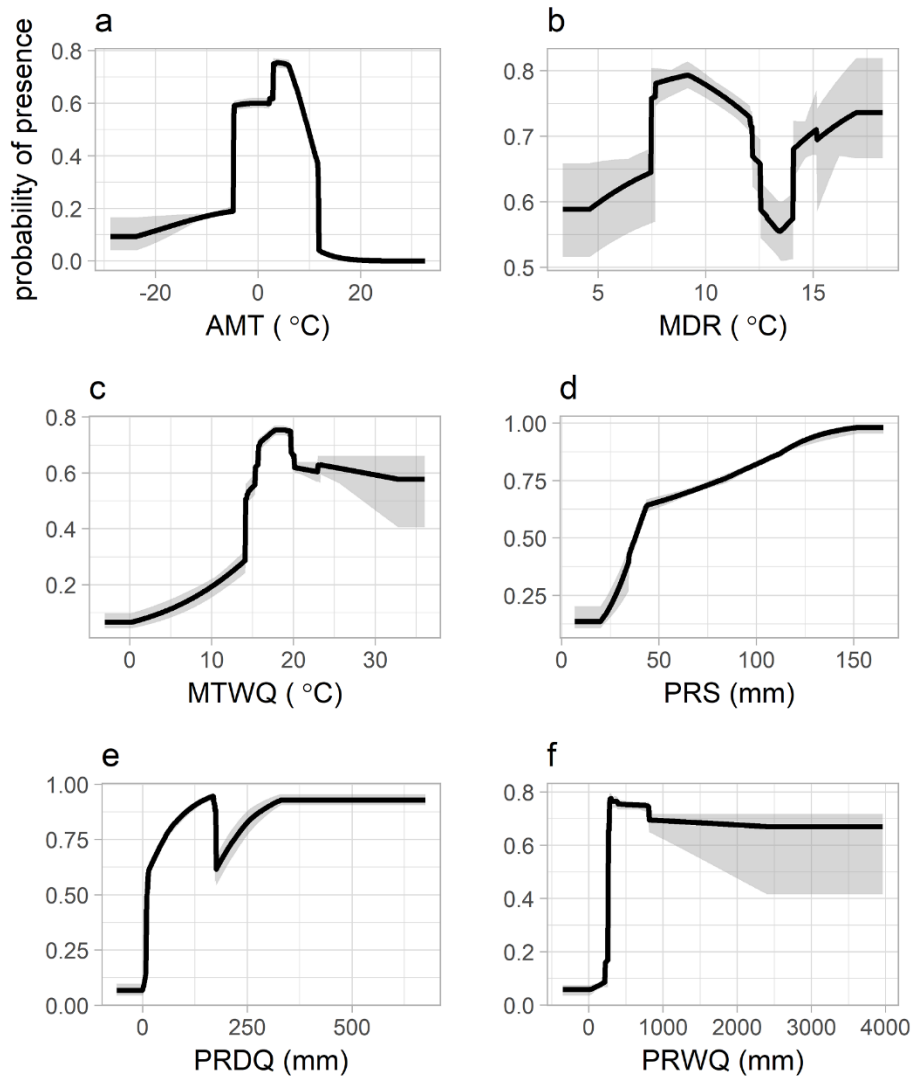 a
0.8
0.6
0.4
0.2
0.0
-20 0 20
AMT ( °C)
probability of presence
b
0.8
0.7
0.6
0.5
5 10 15
MDR ( °C)
c
0.8
0.6
0.4
0.2
0 10 20 30
MTWQ ( °C)
d
1.00
0.75
0.50
0.25
0 50 100 150
PRS (mm)
e
1.00
0.75
0.50
0.25
0.00
0 250 500
PRDQ (mm)
f
0.8
0.6
0.4
0.2
0.0
0 1000 2000 3000 4000
PRWQ (mm)